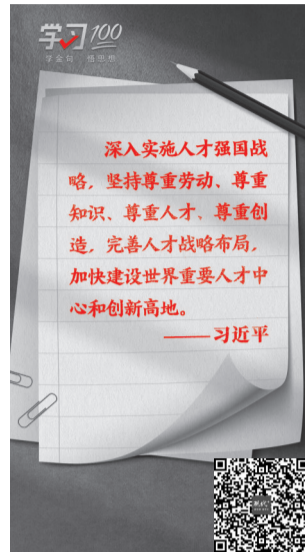 学习100
学金句 悟思想
深入实施人才强国战
略，坚持尊重劳动、尊重
知识、尊重人才、尊重创
造，完善人才战略布局，
加快建设世界重要人才中
心和创新高地。
——习近平